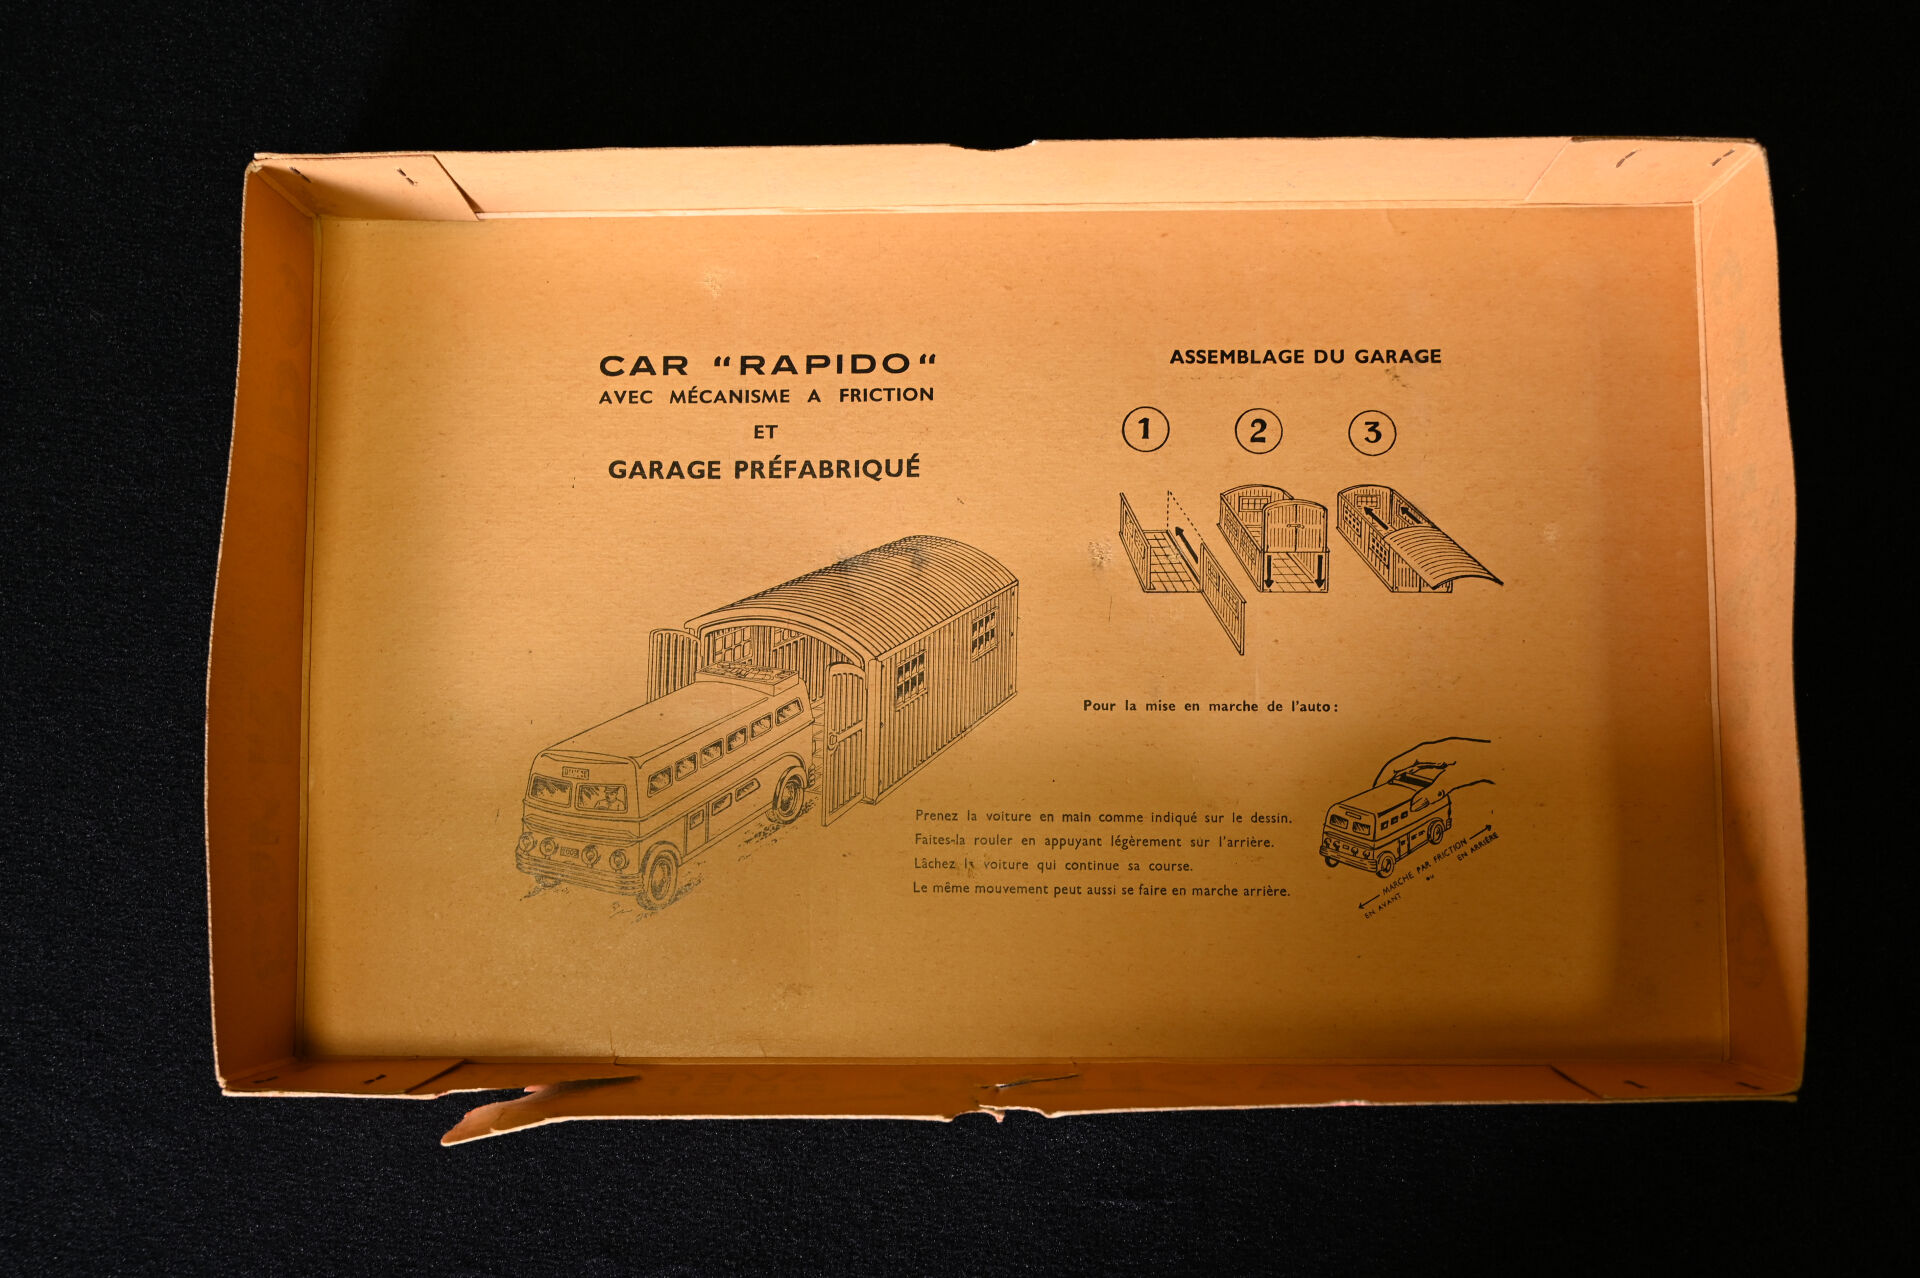 CAR “RAPIDO“
AVEC MÉCANISME A FRICTION
ET
GARAGE PRÉFABRIQUÉ
ASSEMBLAGE DU GARAGE
1 2 3
Pour la mise en marche de l'auto:
Prenez la voiture en main comme indiqué sur le dessin.
Faites-la rouler en appuyant légèrement sur l'arrière.
Lâchez la voiture qui continue sa course.
Le même mouvement peut aussi se faire en marche arrière.
MARCHE PAR FRICTION
EN AVANT ou EN ARRIÈRE